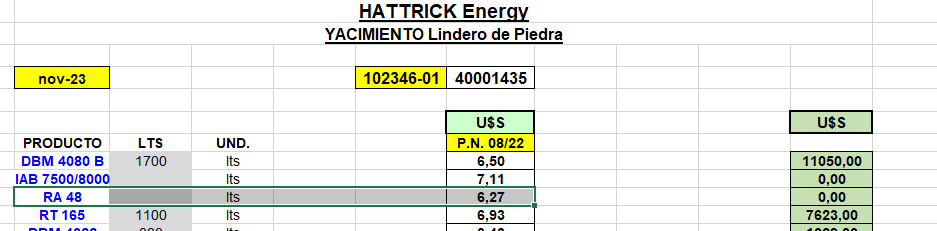 HATTRICK Energy
YACIMIENTO Lindero de Piedra
nov-23 102346-01 40001435
U$S U$S
PRODUCTO LTS UND. P.N. 08/22
DBM 4080 B 1700 lts 6,50 11050,00
IAB 7500/8000 lts 7,11 0,00
RA 48 lts 6,27 0,00
RT 165 1100 lts 6,93 7623,00